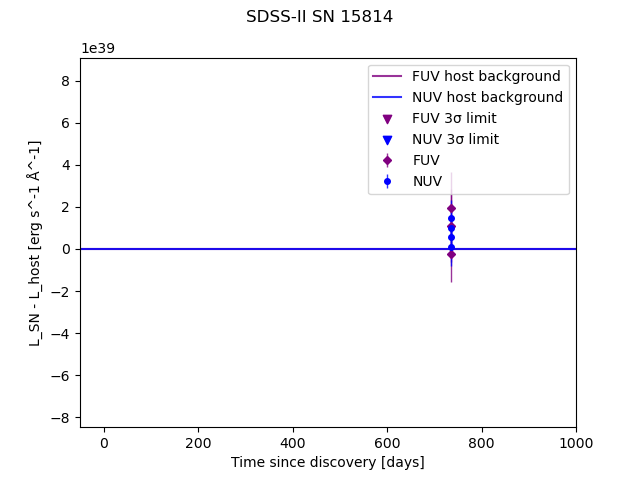 SDSS-II SN 15814
1e39
FUV host background
NUV host background
FUV 3σ limit
NUV 3σ limit
FUV
NUV
8
6
4
2
0
−2
−4
−6
−8
L_SN - L_host [erg s^-1 Å^-1]
0 200 400 600 800 1000
Time since discovery [days]